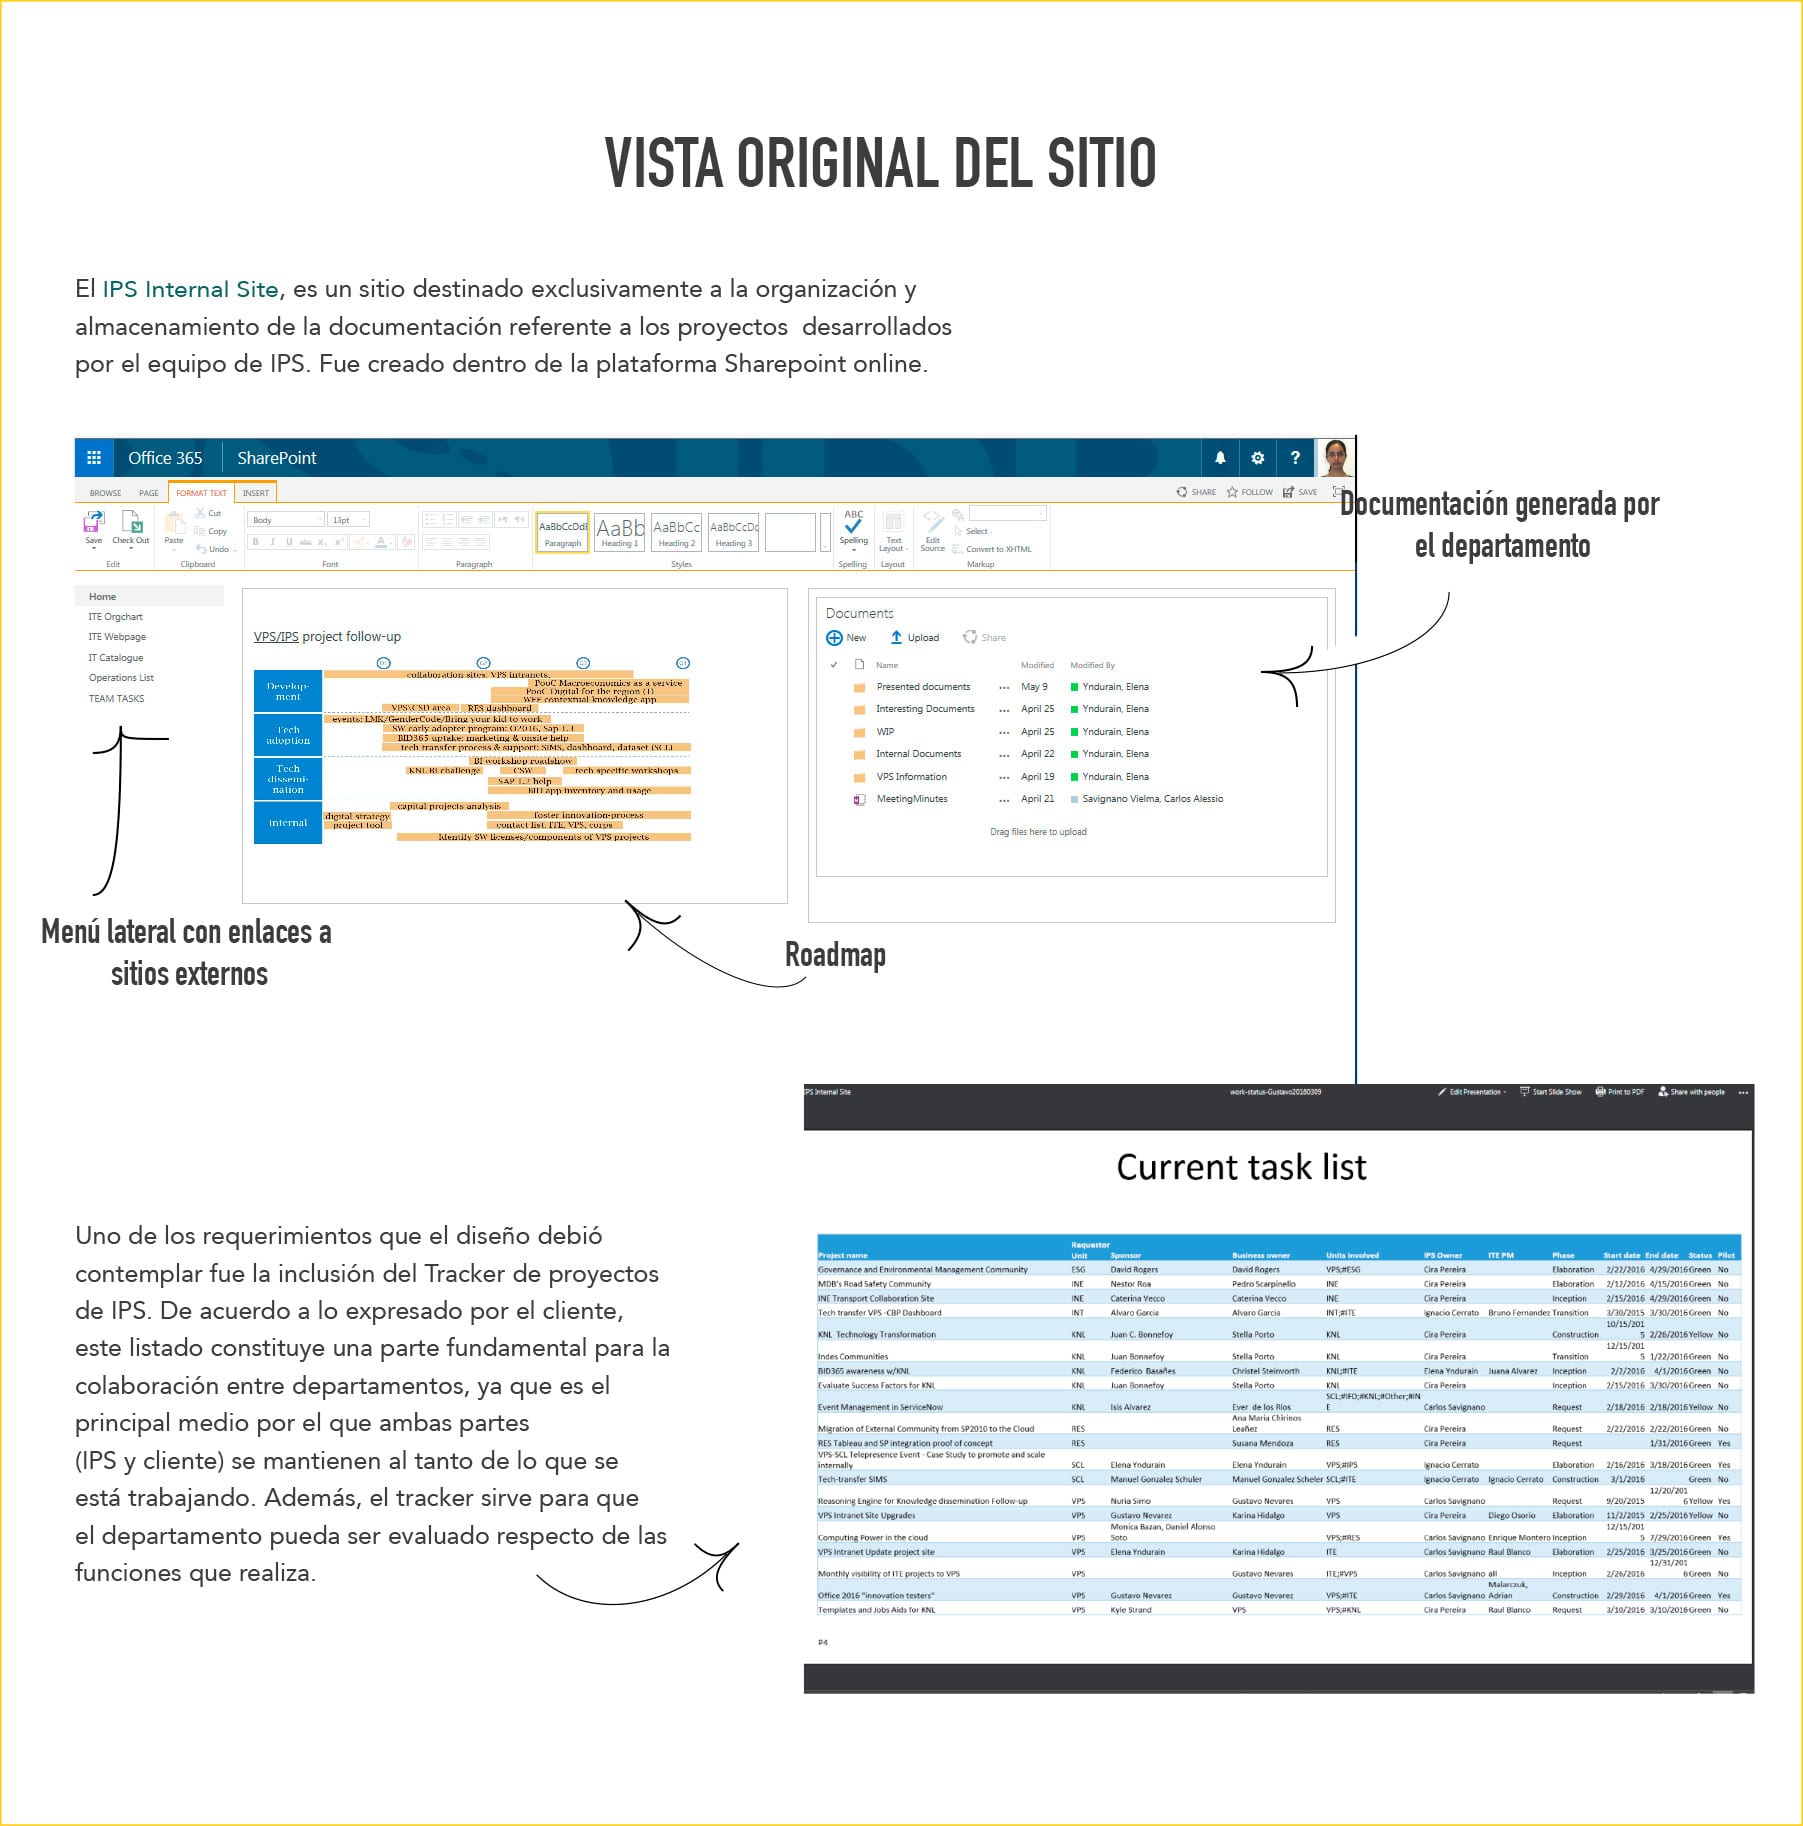 VISTA ORIGINAL DEL SITIO
El IPS Internal Site, es un sitio destinado exclusivamente a la organización y
almacenamiento de la documentación referente a los proyectos desarrollados
por el equipo de IPS. Fue creado dentro de la plataforma Sharepoint online.
Office 365 SharePoint ?
BROWSE PAGE FORMAT TEXT INSERT SHARE FOLLOW SAVE
Save Check Out Paste Cut Copy Undo
Body 13pt
B I U abc x₂ x² A
AaBbCcDdI AaBb AaBbCc AaBbCcDc
Paragraph Heading 1 Heading 2 Heading 3
ABC Spelling Text Layout Edit Source Select Convert to XHTML
Edit Clipboard Font Paragraph Styles Spelling Layout Markup
Documentación generada por
el departamento
Home
ITE Orgchart
ITE Webpage
IT Catalogue
Operations List
TEAM TASKS
VPS/IPS project follow-up
Q1 Q2 Q3 Q4
Develop-
ment
collaboration sites: VPS intranets,
PooC Macroeconomics as a service
PooC Digital for the region (1)
WEF contextual knowledge app
VPS\CSD area RES dashboard
Tech
adoption
events: LMK/GenderCode/Bring your kid to work
SW early adopter program: O2016, Sap 1.3
BID365 uptake: marketing & onsite help
tech transfer process & support: SIMS, dashboard, dataset (SCL)
Tech
dissemi-
nation
BI workshop roadshow
KNL BI challenge CSW tech specific workshops
SAP 1.2 help
BID app inventory and usage
Internal
capital projects analysis
digital strategy foster innovation-process
project tool contact list: ITE, VPS, corps
Identify SW licenses/components of VPS projects
Documents
New Upload Share
Name Modified Modified By
Presented documents ... May 9 Yndurain, Elena
Interesting Documents ... April 25 Yndurain, Elena
WIP ... April 25 Yndurain, Elena
Internal Documents ... April 22 Yndurain, Elena
VPS Information ... April 19 Yndurain, Elena
MeetingMinutes ... April 21 Savignano Vielma, Carlos Alessio
Drag files here to upload
Menú lateral con enlaces a
sitios externos
Roadmap
Uno de los requerimientos que el diseño debió
contemplar fue la inclusión del Tracker de proyectos
de IPS. De acuerdo a lo expresado por el cliente,
este listado constituye una parte fundamental para la
colaboración entre departamentos, ya que es el
principal medio por el que ambas partes
(IPS y cliente) se mantienen al tanto de lo que se
está trabajando. Además, el tracker sirve para que
el departamento pueda ser evaluado respecto de las
funciones que realiza.
IPS Internal Site work-status-Gustavo20160309 Edit Presentation Start Slide Show Print to PDF Share with people ...
Current task list
Project name Requestor Unit Sponsor Business owner Units Involved IPS Owner ITE PM Phase Start date End date Status Pilot
Governance and Environmental Management Community ESG David Rogers David Rogers VPS;#ESG Cira Pereira Elaboration 2/22/2016 4/29/2016 Green No
MDB's Road Safety Community INE Nestor Roa Pedro Scarpinello INE Cira Pereira Elaboration 2/12/2016 4/15/2016 Green No
INE Transport Collaboration Site INE Caterina Vecco Caterina Vecco INE Cira Pereira Inception 2/15/2016 4/29/2016 Green No
Tech transfer VPS -CBP Dashboard INT Alvaro Garcia Alvaro Garcia INT;#ITE Ignacio Cerrato Bruno Fernandez Transition 3/30/2015 3/30/2016 Green No
KNL Technology Transformation KNL Juan C. Bonnefoy Stella Porto KNL Cira Pereira Construction 10/15/2015 2/26/2016 Yellow No
Indes Communities KNL Juan Bonnefoy Stella Porto KNL Cira Pereira Transition 12/15/2015 1/22/2016 Green No
BID365 awareness w/KNL KNL Federico Basañes Christel Steinvorth KNL;#ITE Elena Yndurain Juana Alvarez Inception 2/2/2016 4/1/2016 Green No
Evaluate Success Factors for KNL KNL Juan Bonnefoy Stella Porto KNL Cira Pereira Inception 2/15/2016 3/30/2016 Green No
Event Management in ServiceNow KNL Isis Alvarez Ever de los Rios SCL;#IFD;#KNL;#Other;#INE Carlos Savignano Request 2/18/2016 2/18/2016 Yellow No
Migration of External Community from SP2010 to the Cloud RES Ana Maria Chirinos Leañez RES Cira Pereira Request 2/22/2016 2/22/2016 Green No
RES Tableau and SP integration proof of concept RES Susana Mendoza RES Cira Pereira Request 1/31/2016 Green Yes
VPS-SCL Telepresence Event - Case Study to promote and scale internally SCL Elena Yndurain Elena Yndurain VPS;#IPS Ignacio Cerrato Elaboration 2/16/2016 3/18/2016 Green Yes
Tech-transfer SIMS SCL Manuel Gonzalez Schuler Manuel Gonzalez Scheler SCL;#ITE Ignacio Cerrato Ignacio Cerrato Construction 3/1/2016 Green No
Reasoning Engine for Knowledge dissemination Follow-up VPS Nuria Simo Gustavo Nevares VPS Carlos Savignano Request 9/20/2015 12/20/2016 Yellow Yes
VPS Intranet Site Upgrades VPS Gustavo Nevarez Karina Hidalgo VPS Cira Pereira Diego Osorio Elaboration 11/2/2015 2/25/2016 Yellow No
Computing Power in the cloud VPS Monica Bazan, Daniel Alonso Soto VPS;#RES Carlos Savignano Enrique Montero Inception 12/15/2015 7/29/2016 Green Yes
VPS Intranet Update project site VPS Elena Yndurain Karina Hidalgo ITE Carlos Savignano Raul Blanco Elaboration 2/25/2016 3/25/2016 Green No
Monthly visibility of ITE projects to VPS VPS Gustavo Nevares ITE;#VPS Carlos Savignano all Inception 2/26/2016 12/31/2016 Green No
Office 2016 "innovation testers" VPS Gustavo Nevarez Gustavo Nevarez VPS;#ITE Carlos Savignano Malarczuk, Adrian Construction 2/29/2016 4/1/2016 Green Yes
Templates and Jobs Aids for KNL VPS Kyle Strand VPS VPS;#KNL Cira Pereira Raul Blanco Request 3/10/2016 3/10/2016 Green No
P4